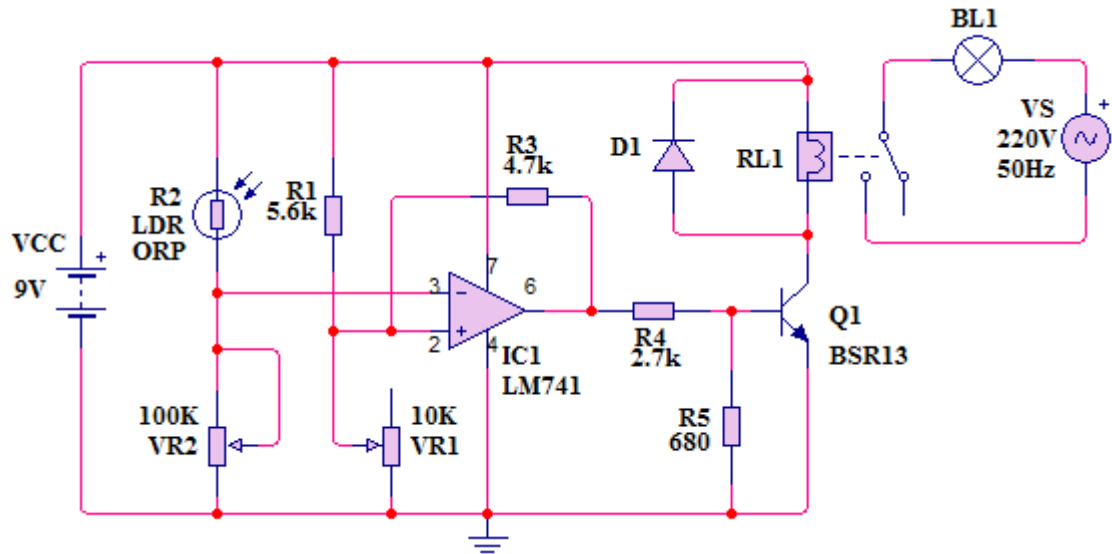 BL1
VS
220V
50Hz
+
D1
RL1
R3
4.7k
R2
LDR
ORP
R1
5.6k
VCC
+
9V
3
7
6
2
4
−
+
IC1
LM741
R4
2.7k
Q1
BSR13
100K
VR2
10K
VR1
R5
680